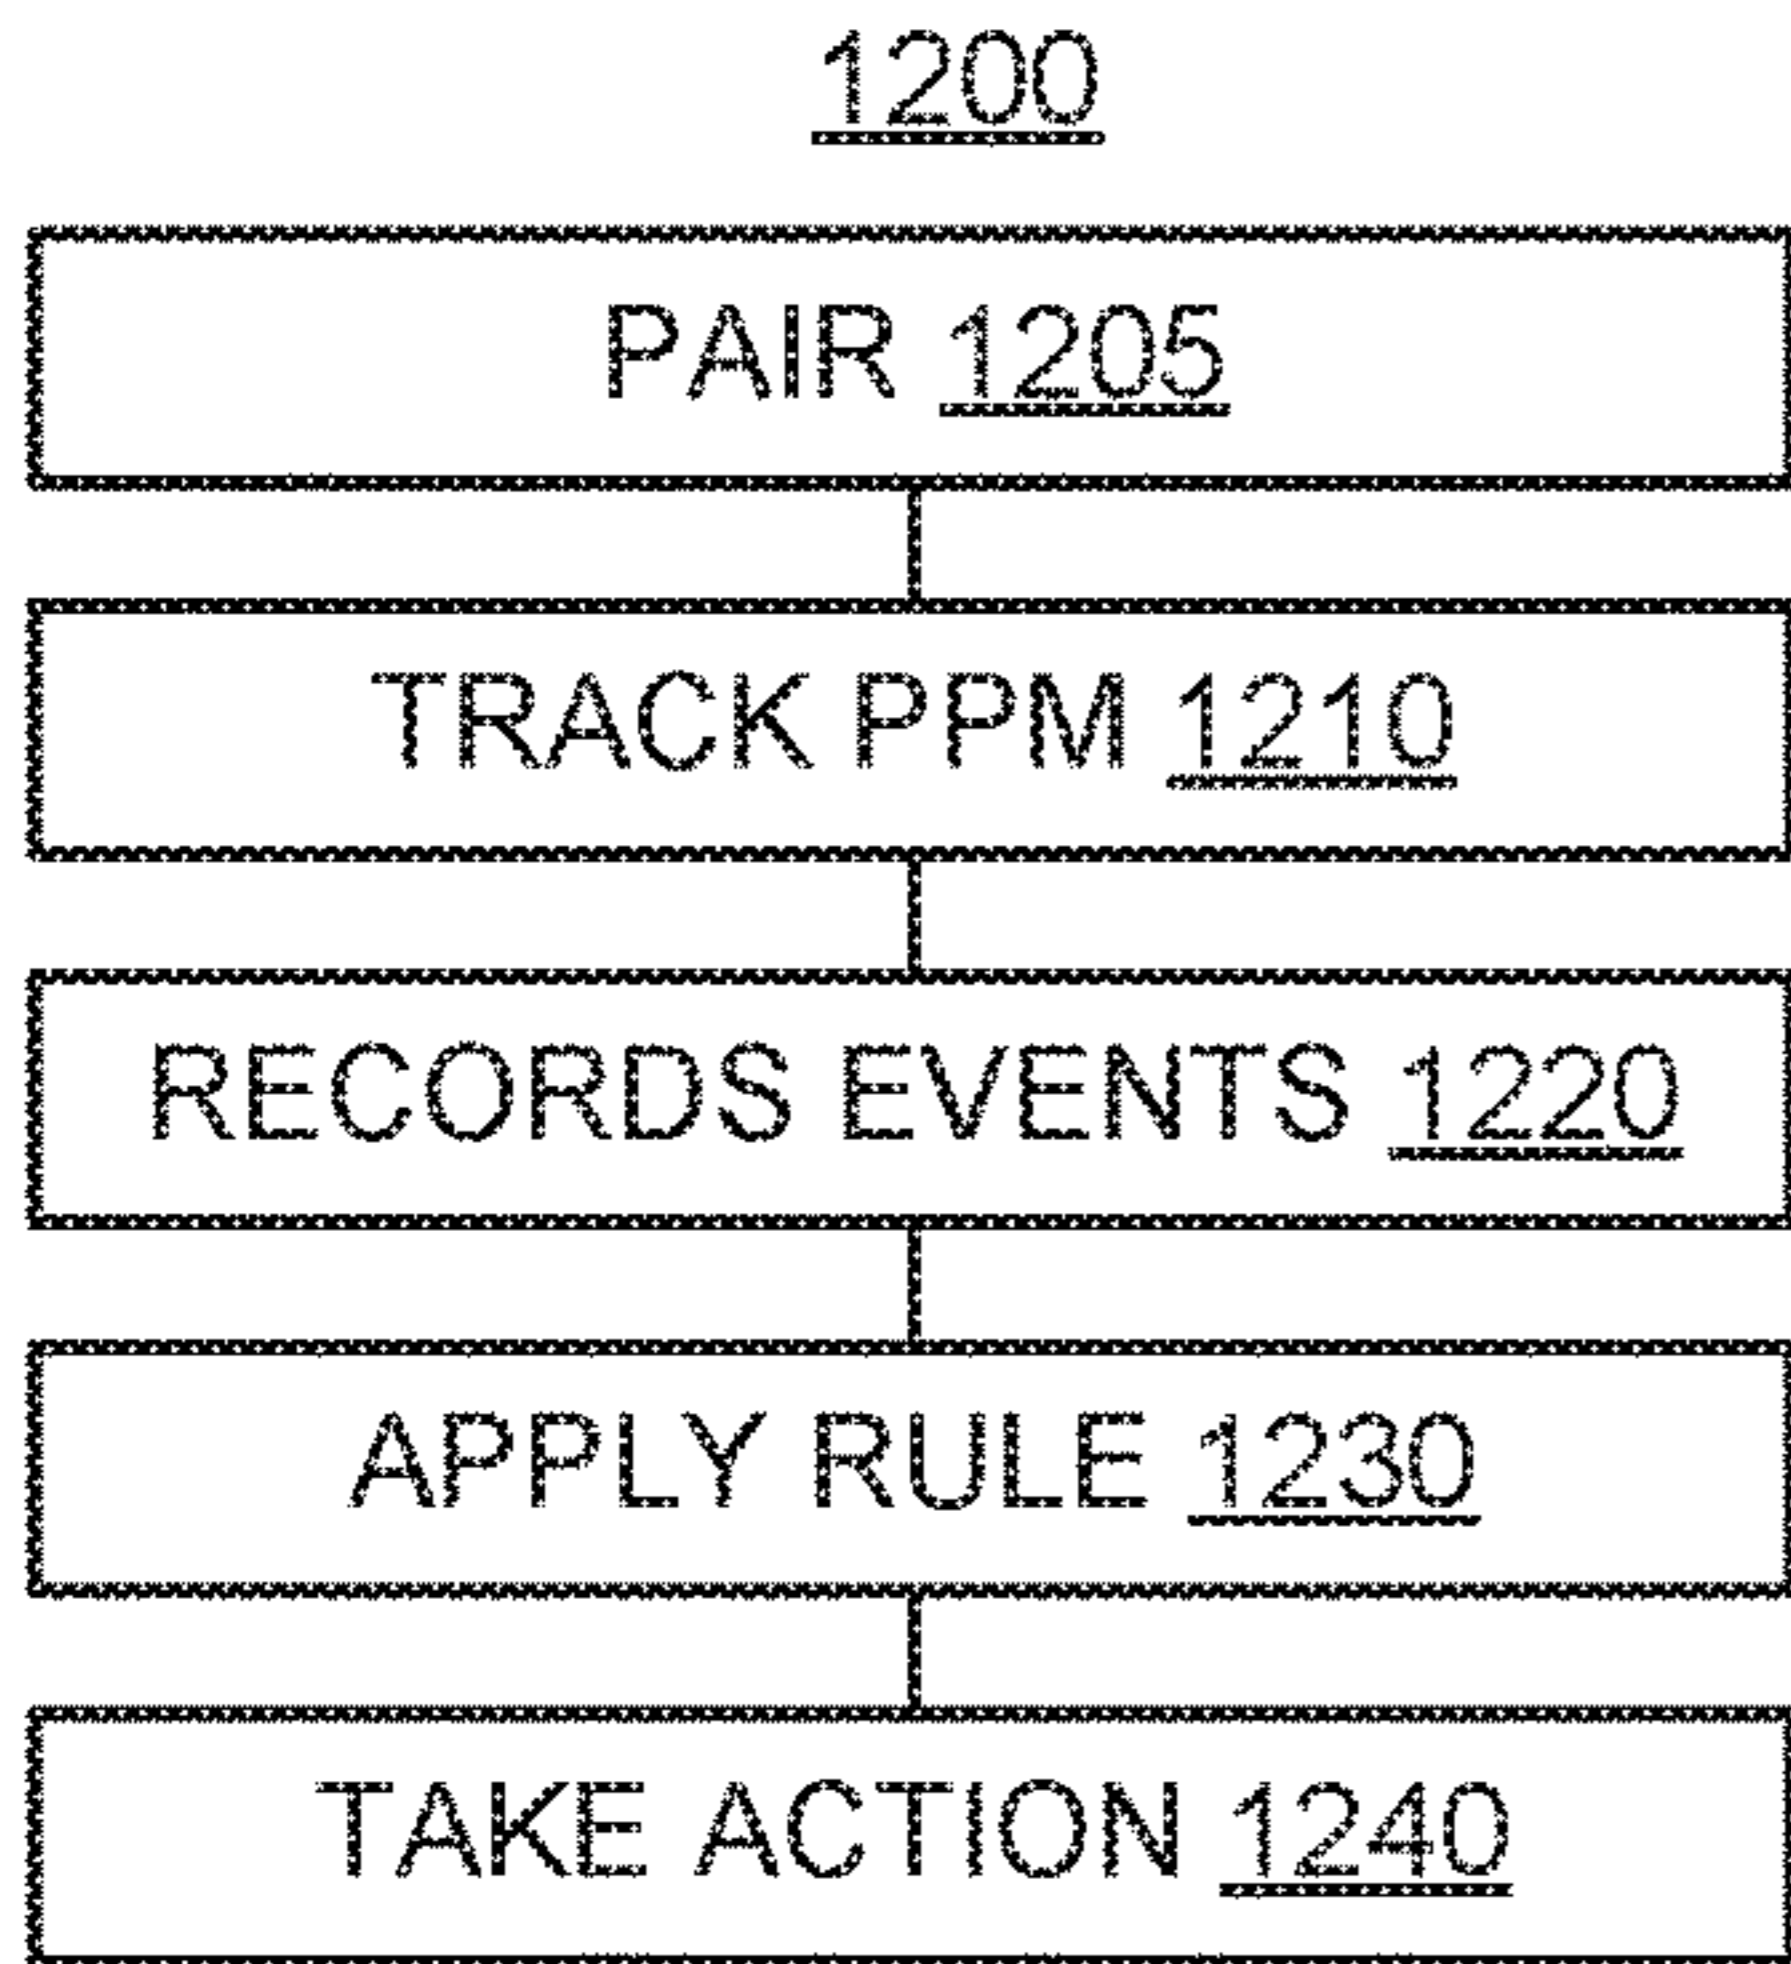 1200
PAIR 1205
TRACK PPM 1210
RECORDS EVENTS 1220
APPLY RULE 1230
TAKE ACTION 1240